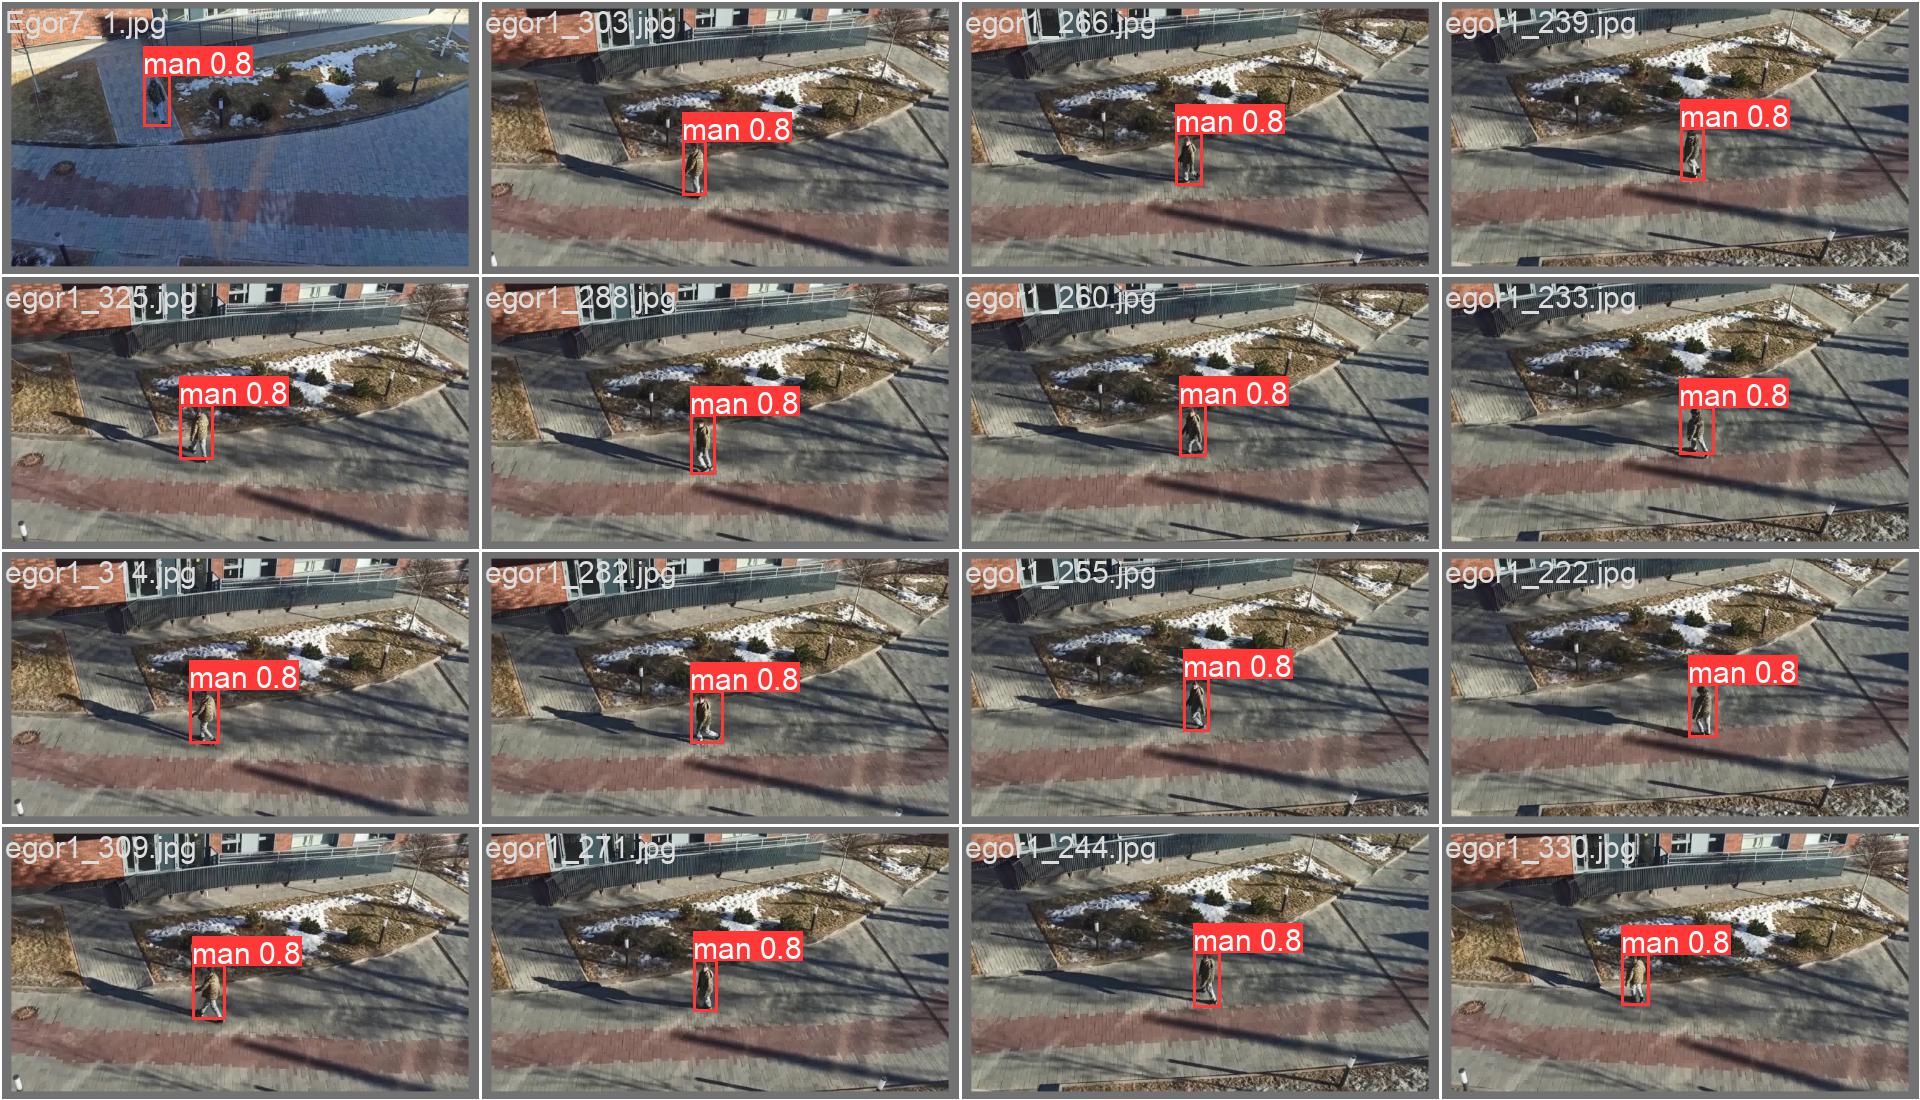 Egor7_1.jpg
man 0.8
egor1_303.jpg
man 0.8
egor1_266.jpg
man 0.8
egor1_239.jpg
man 0.8
egor1_325.jpg
man 0.8
egor1_288.jpg
man 0.8
egor1_260.jpg
man 0.8
egor1_233.jpg
man 0.8
egor1_314.jpg
man 0.8
egor1_282.jpg
man 0.8
egor1_255.jpg
man 0.8
egor1_222.jpg
man 0.8
egor1_309.jpg
man 0.8
egor1_271.jpg
man 0.8
egor1_244.jpg
man 0.8
egor1_330.jpg
man 0.8